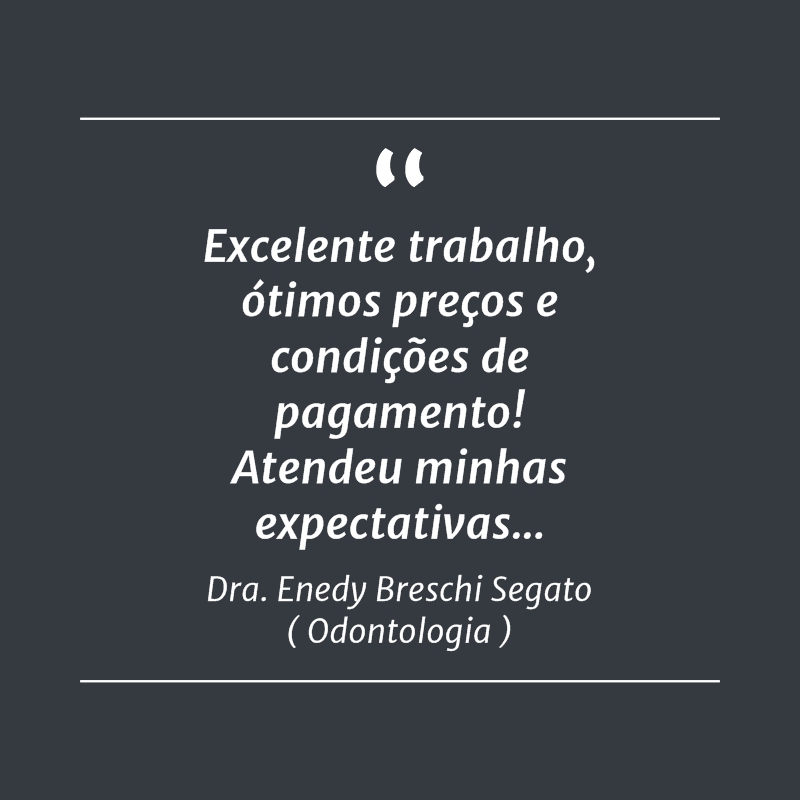 “
Excelente trabalho,
ótimos preços e
condições de
pagamento!
Atendeu minhas
expectativas...
Dra. Enedy Breschi Segato
( Odontologia )